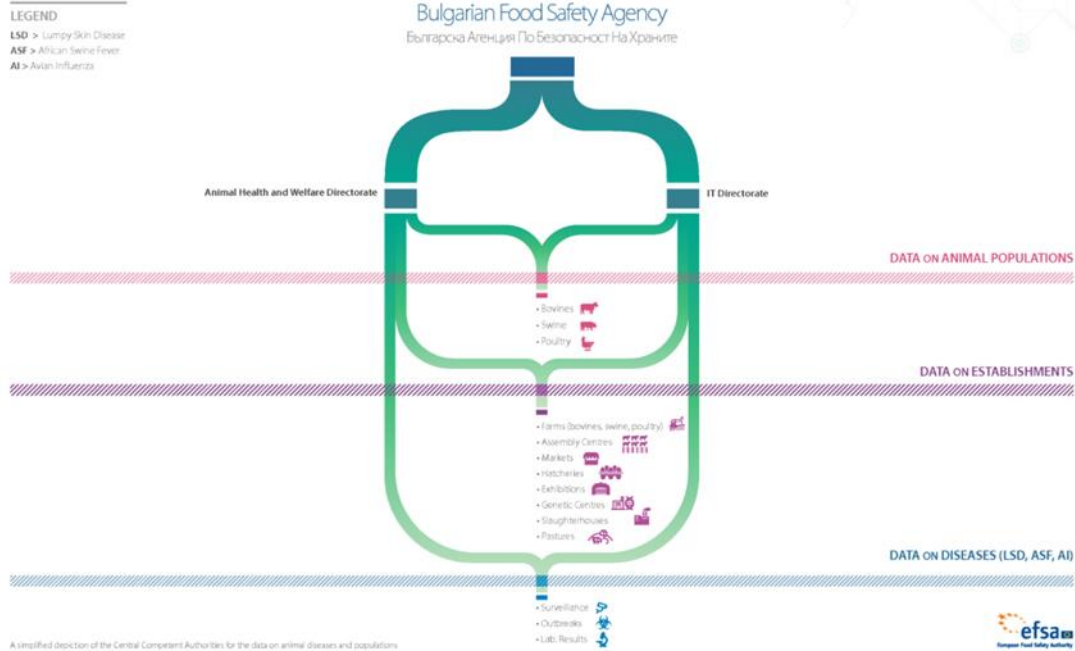 LEGEND
LSD > Lumpy Skin Disease
ASF > African Swine Fever
AI > Avian Influenza
Bulgarian Food Safety Agency
Българска Агенция По Безопасност На Храните
Animal Health and Welfare Directorate
IT Directorate
DATA ON ANIMAL POPULATIONS
• Bovines
• Swine
• Poultry
DATA ON ESTABLISHMENTS
• Farms (bovines, swine, poultry)
• Assembly Centres
• Markets
• Hatcheries
• Exhibitions
• Genetic Centres
• Slaughterhouses
• Pastures
DATA ON DISEASES (LSD, ASF, AI)
• Surveillance
• Outbreaks
• Lab. Results
A simplified depiction of the Central Competent Authorities for the data on animal diseases and populations
efsa
European Food Safety Authority